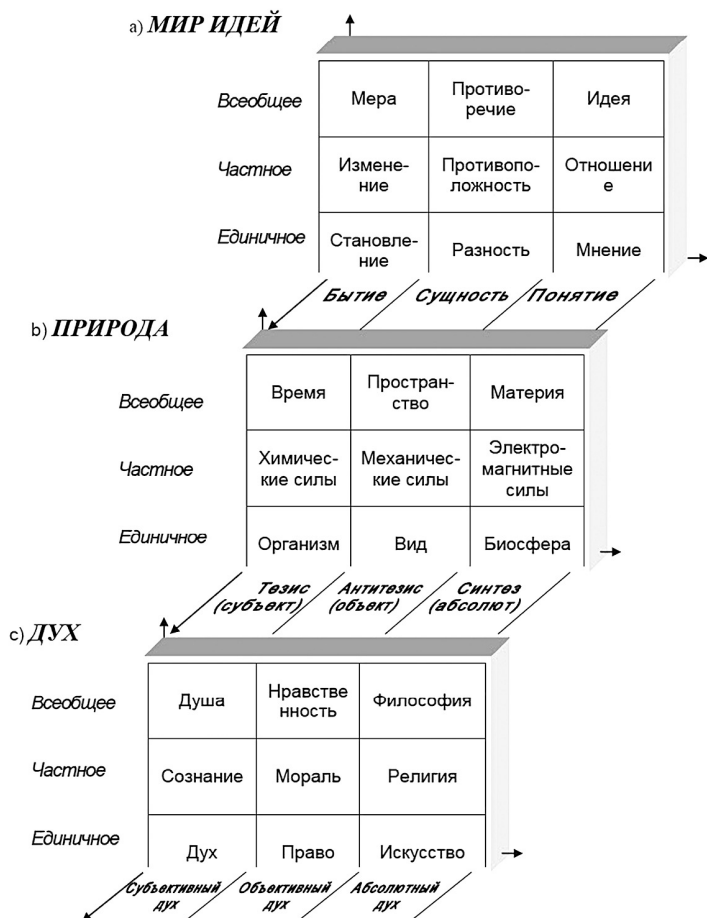 a) МИР ИДЕЙ
Всеобщее
Мера
Противо-
речие
Идея
Частное
Измене-
ние
Противопо-
ложность
Отношени
е
Единичное
Становле-
ние
Разность
Мнение
Бытие
Сущность
Понятие
b) ПРИРОДА
Всеобщее
Время
Простран-
ство
Материя
Частное
Химичес-
кие силы
Механичес-
кие силы
Электро-
магнитные
силы
Единичное
Организм
Вид
Биосфера
Тезис
(субъект)
Антитезис
(объект)
Синтез
(абсолют)
c) ДУХ
Всеобщее
Душа
Нравстве
нность
Философия
Частное
Сознание
Мораль
Религия
Единичное
Дух
Право
Искусство
Субъективный
дух
Объективный
дух
Абсолютный
дух